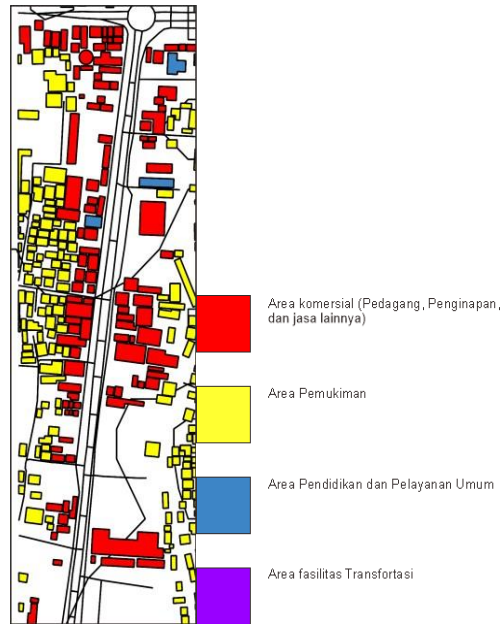 Area komersial (Pedagang, Penginapan,
dan jasa lainnya)
Area Pemukiman
Area Pendidikan dan Pelayanan Umum
Area fasilitas Transfortasi